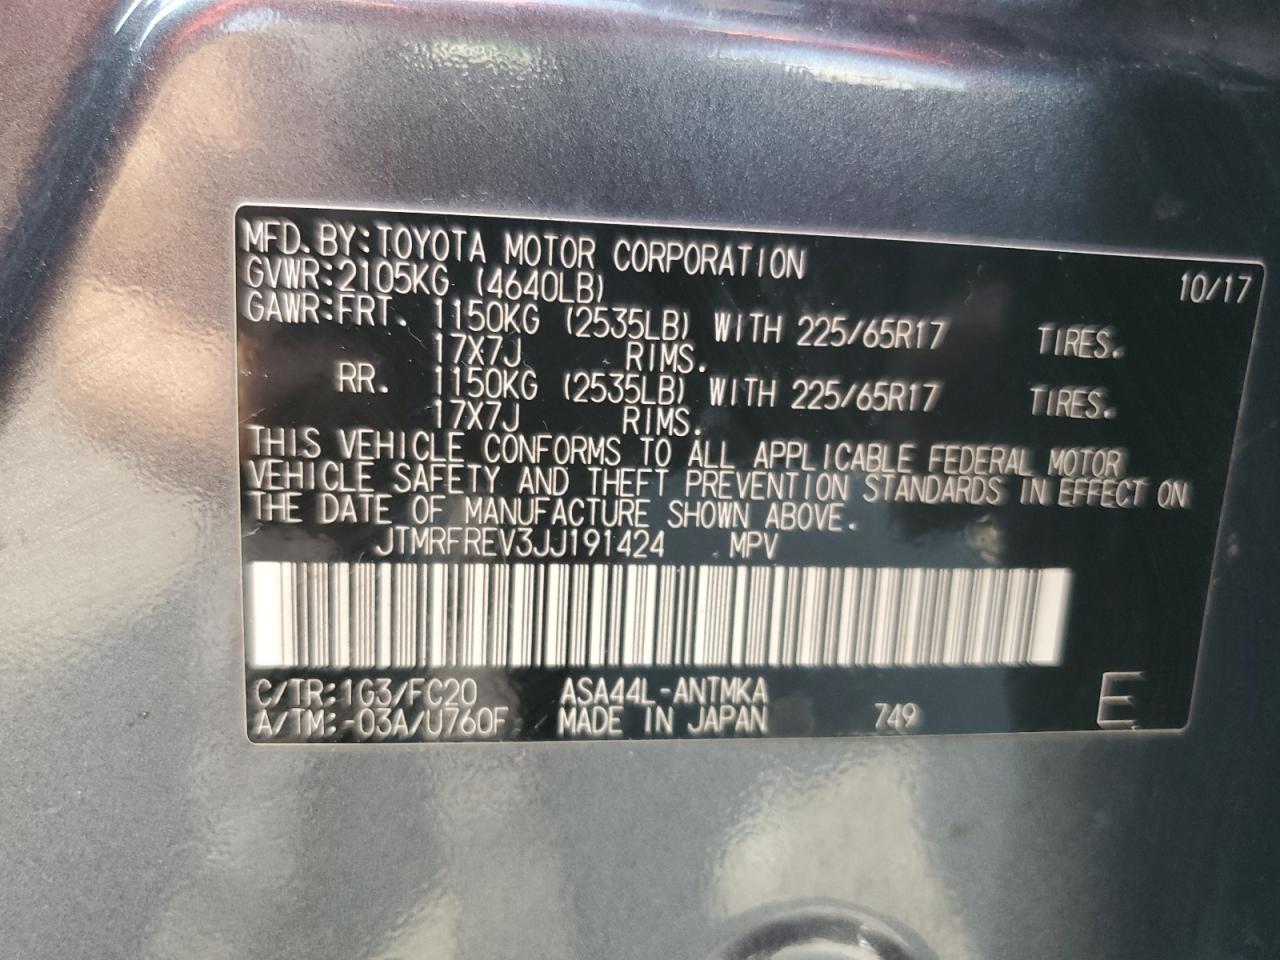 MFD. BY: TOYOTA MOTOR CORPORATION 10/17
GVWR: 2105KG (4640LB)
GAWR: FRT. 1150KG (2535LB) WITH 225/65R17 TIRES.
17X7J RIMS.
RR. 1150KG (2535LB) WITH 225/65R17 TIRES.
17X7J RIMS.
THIS VEHICLE CONFORMS TO ALL APPLICABLE FEDERAL MOTOR
VEHICLE SAFETY AND THEFT PREVENTION STANDARDS IN EFFECT ON
THE DATE OF MANUFACTURE SHOWN ABOVE.
JTMRFREV3JJ191424 MPV
C/TR: 1G3/FC20 ASA44L-ANTMKA
A/TM: -03A/U760F MADE IN JAPAN 749 E